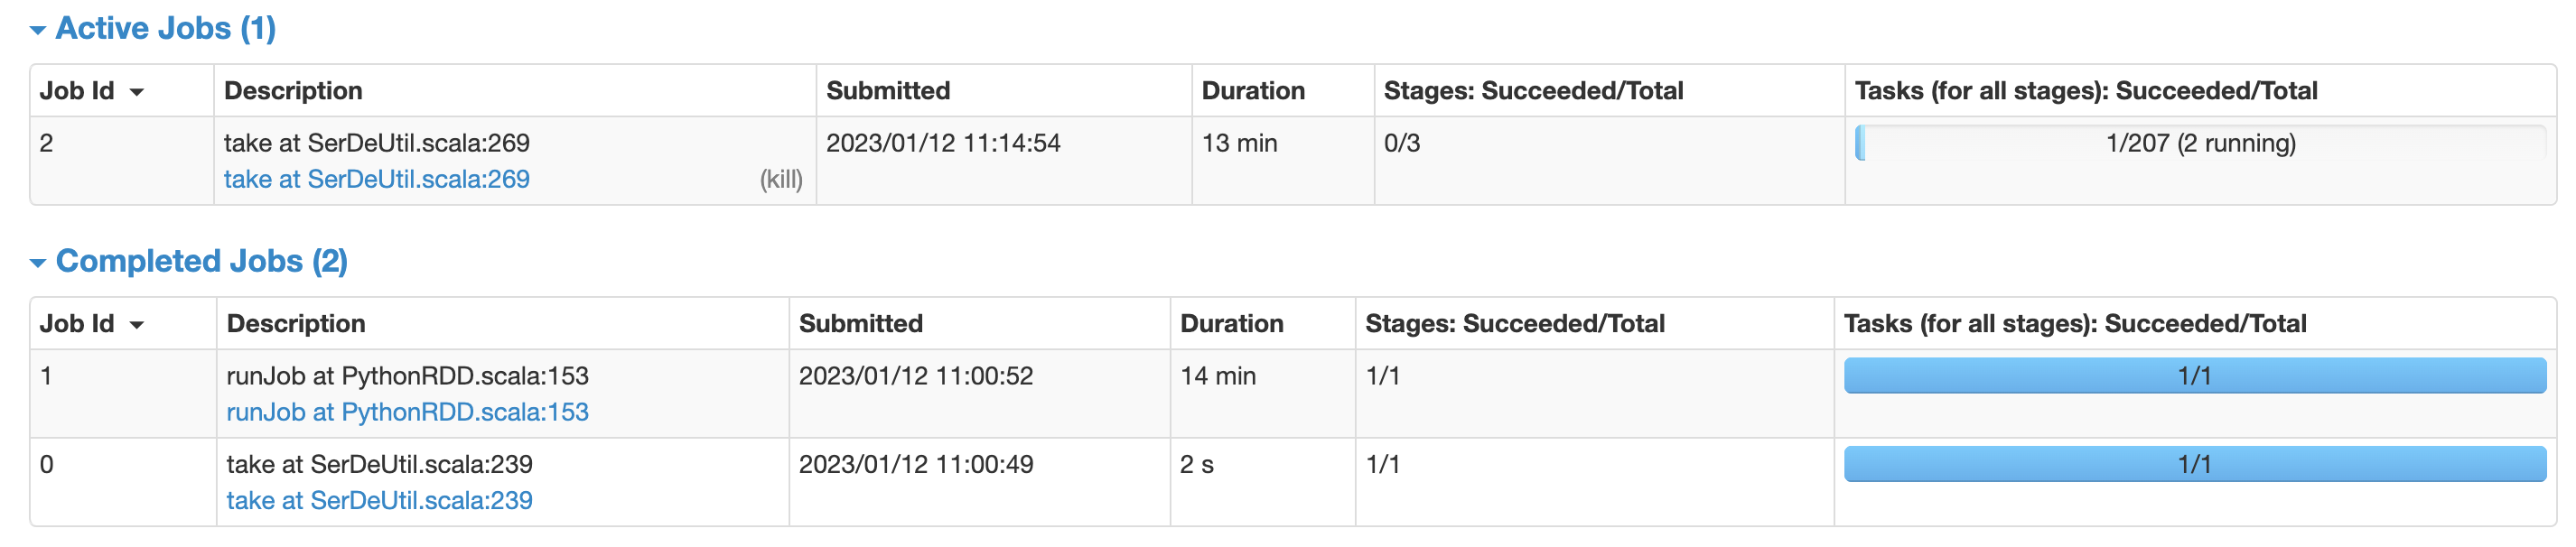 Active Jobs (1)
Job Id Description Submitted Duration Stages: Succeeded/Total Tasks (for all stages): Succeeded/Total
2 take at SerDeUtil.scala:269 2023/01/12 11:14:54 13 min 0/3 1/207 (2 running)
take at SerDeUtil.scala:269 (kill)
Completed Jobs (2)
Job Id Description Submitted Duration Stages: Succeeded/Total Tasks (for all stages): Succeeded/Total
1 runJob at PythonRDD.scala:153 2023/01/12 11:00:52 14 min 1/1 1/1
runJob at PythonRDD.scala:153
0 take at SerDeUtil.scala:239 2023/01/12 11:00:49 2 s 1/1 1/1
take at SerDeUtil.scala:239